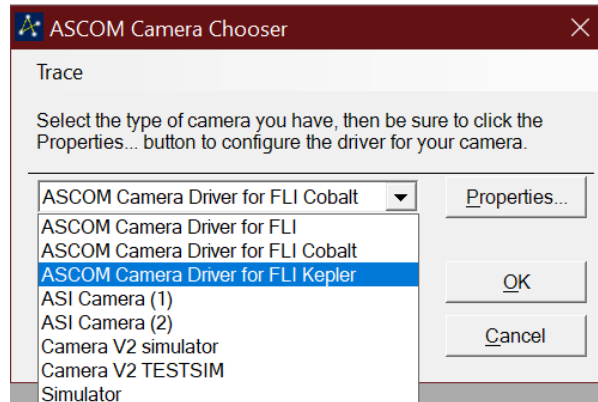 ASCOM Camera Chooser
Trace
Select the type of camera you have, then be sure to click the
Properties... button to configure the driver for your camera.
ASCOM Camera Driver for FLI Cobalt
Properties...
ASCOM Camera Driver for FLI
ASCOM Camera Driver for FLI Cobalt
ASCOM Camera Driver for FLI Kepler
ASI Camera (1)
ASI Camera (2)
Camera V2 simulator
Camera V2 TESTSIM
Simulator
OK
Cancel